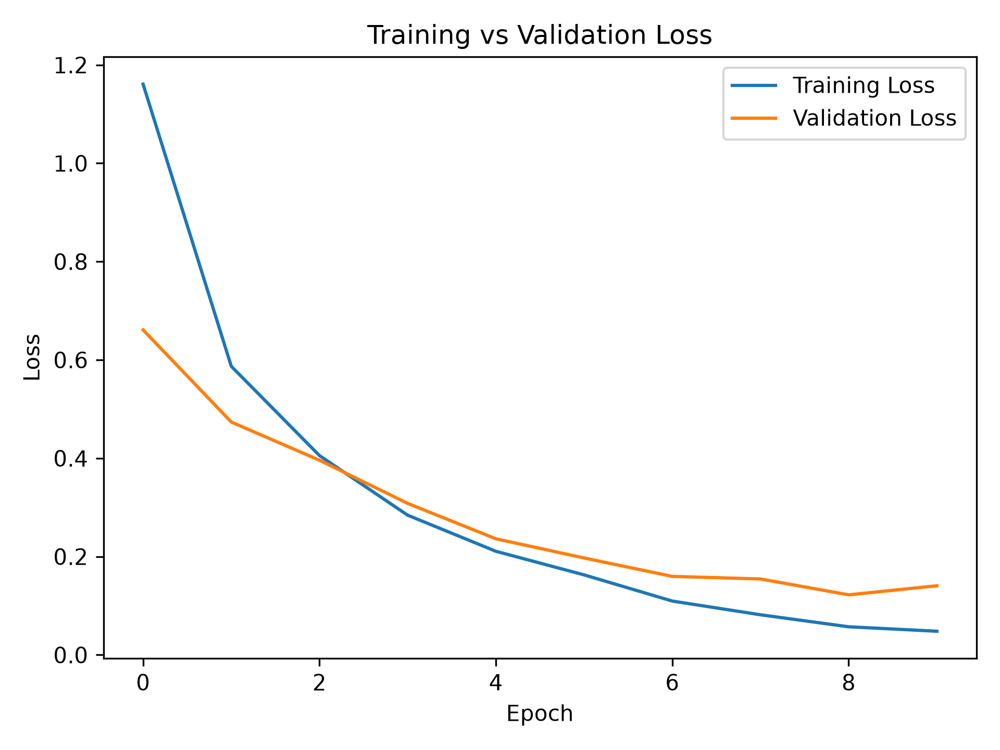 Training vs Validation Loss
Training Loss
Validation Loss
1.2
1.0
0.8
0.6
0.4
0.2
0.0
Loss
0 2 4 6 8
Epoch